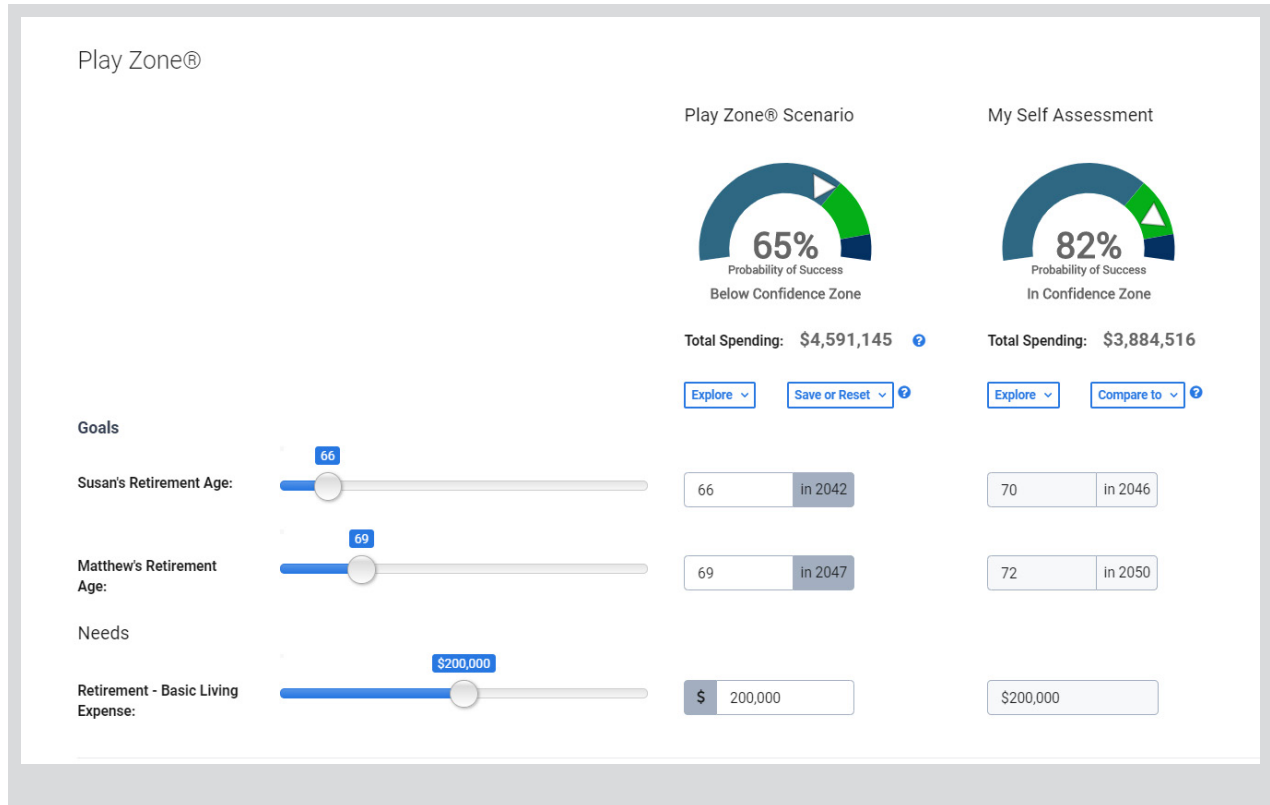 Play Zone®
Play Zone® Scenario
My Self Assessment
65%
Probability of Success
Below Confidence Zone
82%
Probability of Success
In Confidence Zone
Total Spending: $4,591,145 ?
Total Spending: $3,884,516
Explore
Save or Reset ?
Explore
Compare to ?
Goals
66
Susan's Retirement Age:
66 in 2042
70 in 2046
69
Matthew's Retirement
Age:
69 in 2047
72 in 2050
Needs
$200,000
Retirement - Basic Living
Expense:
$ 200,000
$200,000